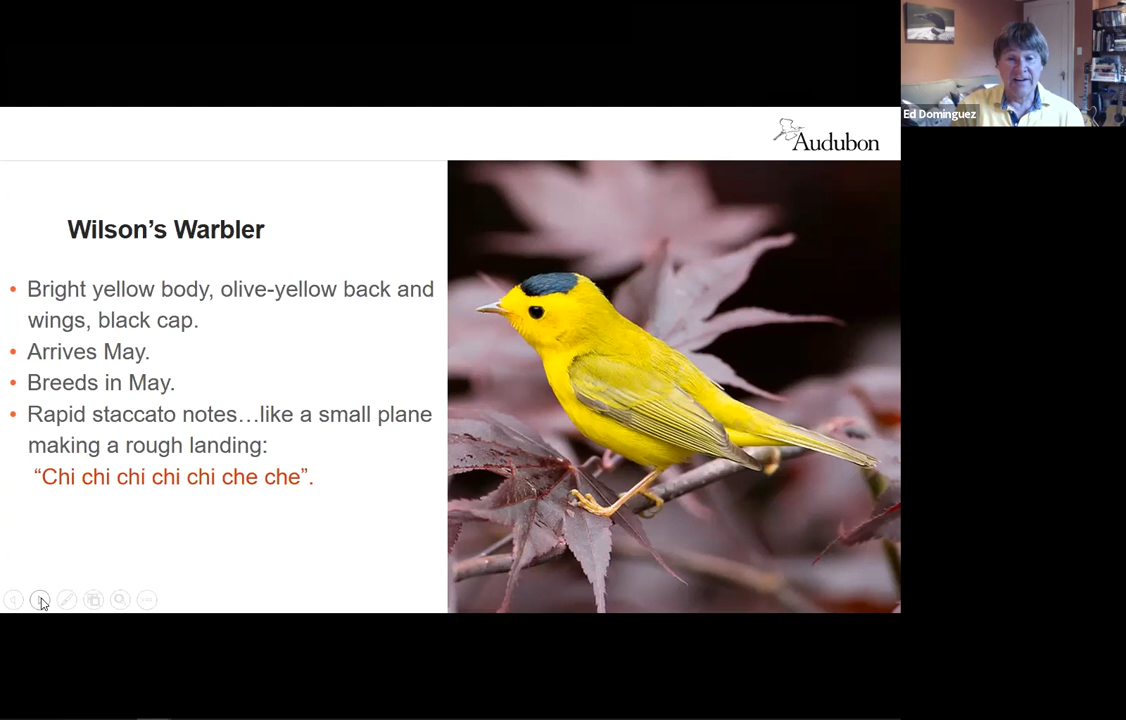 Ed Dominguez
Audubon
Wilson’s Warbler
• Bright yellow body, olive-yellow back and
wings, black cap.
• Arrives May.
• Breeds in May.
• Rapid staccato notes…like a small plane
making a rough landing:
“Chi chi chi chi chi che che”.